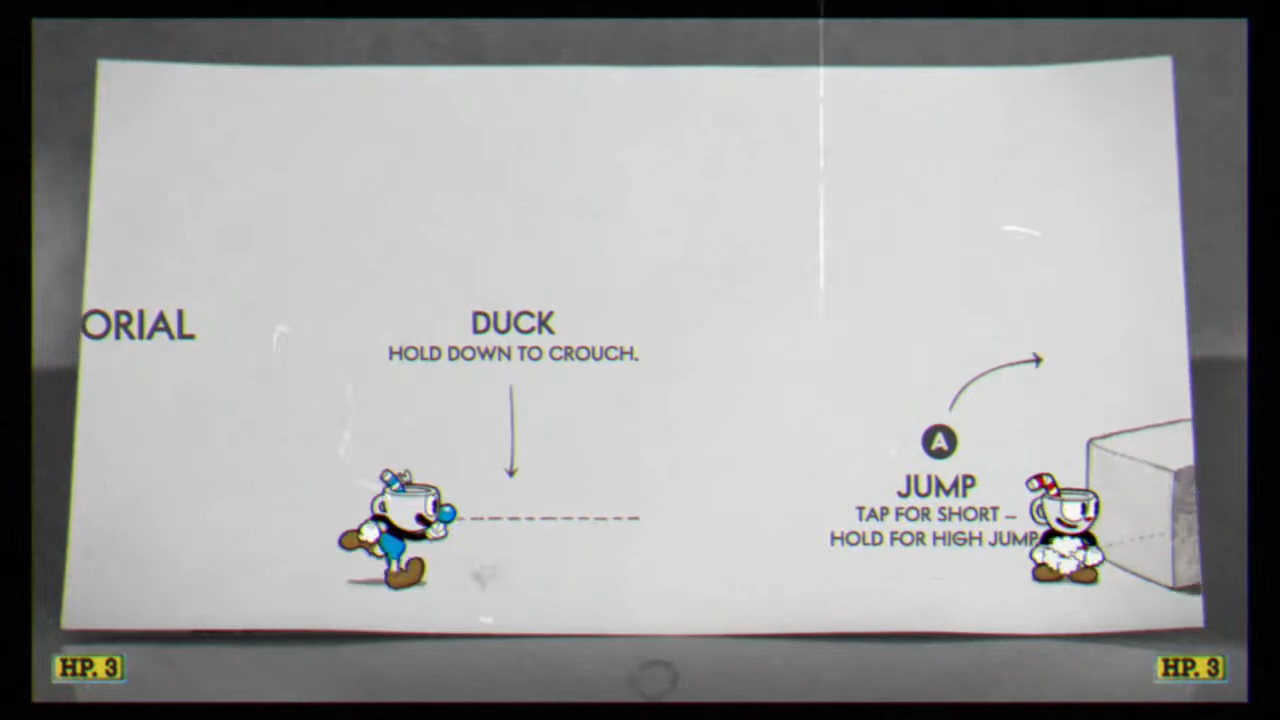 ORIAL
DUCK
HOLD DOWN TO CROUCH.
A
JUMP
TAP FOR SHORT –
HOLD FOR HIGH JUMP
HP. 3
HP. 3